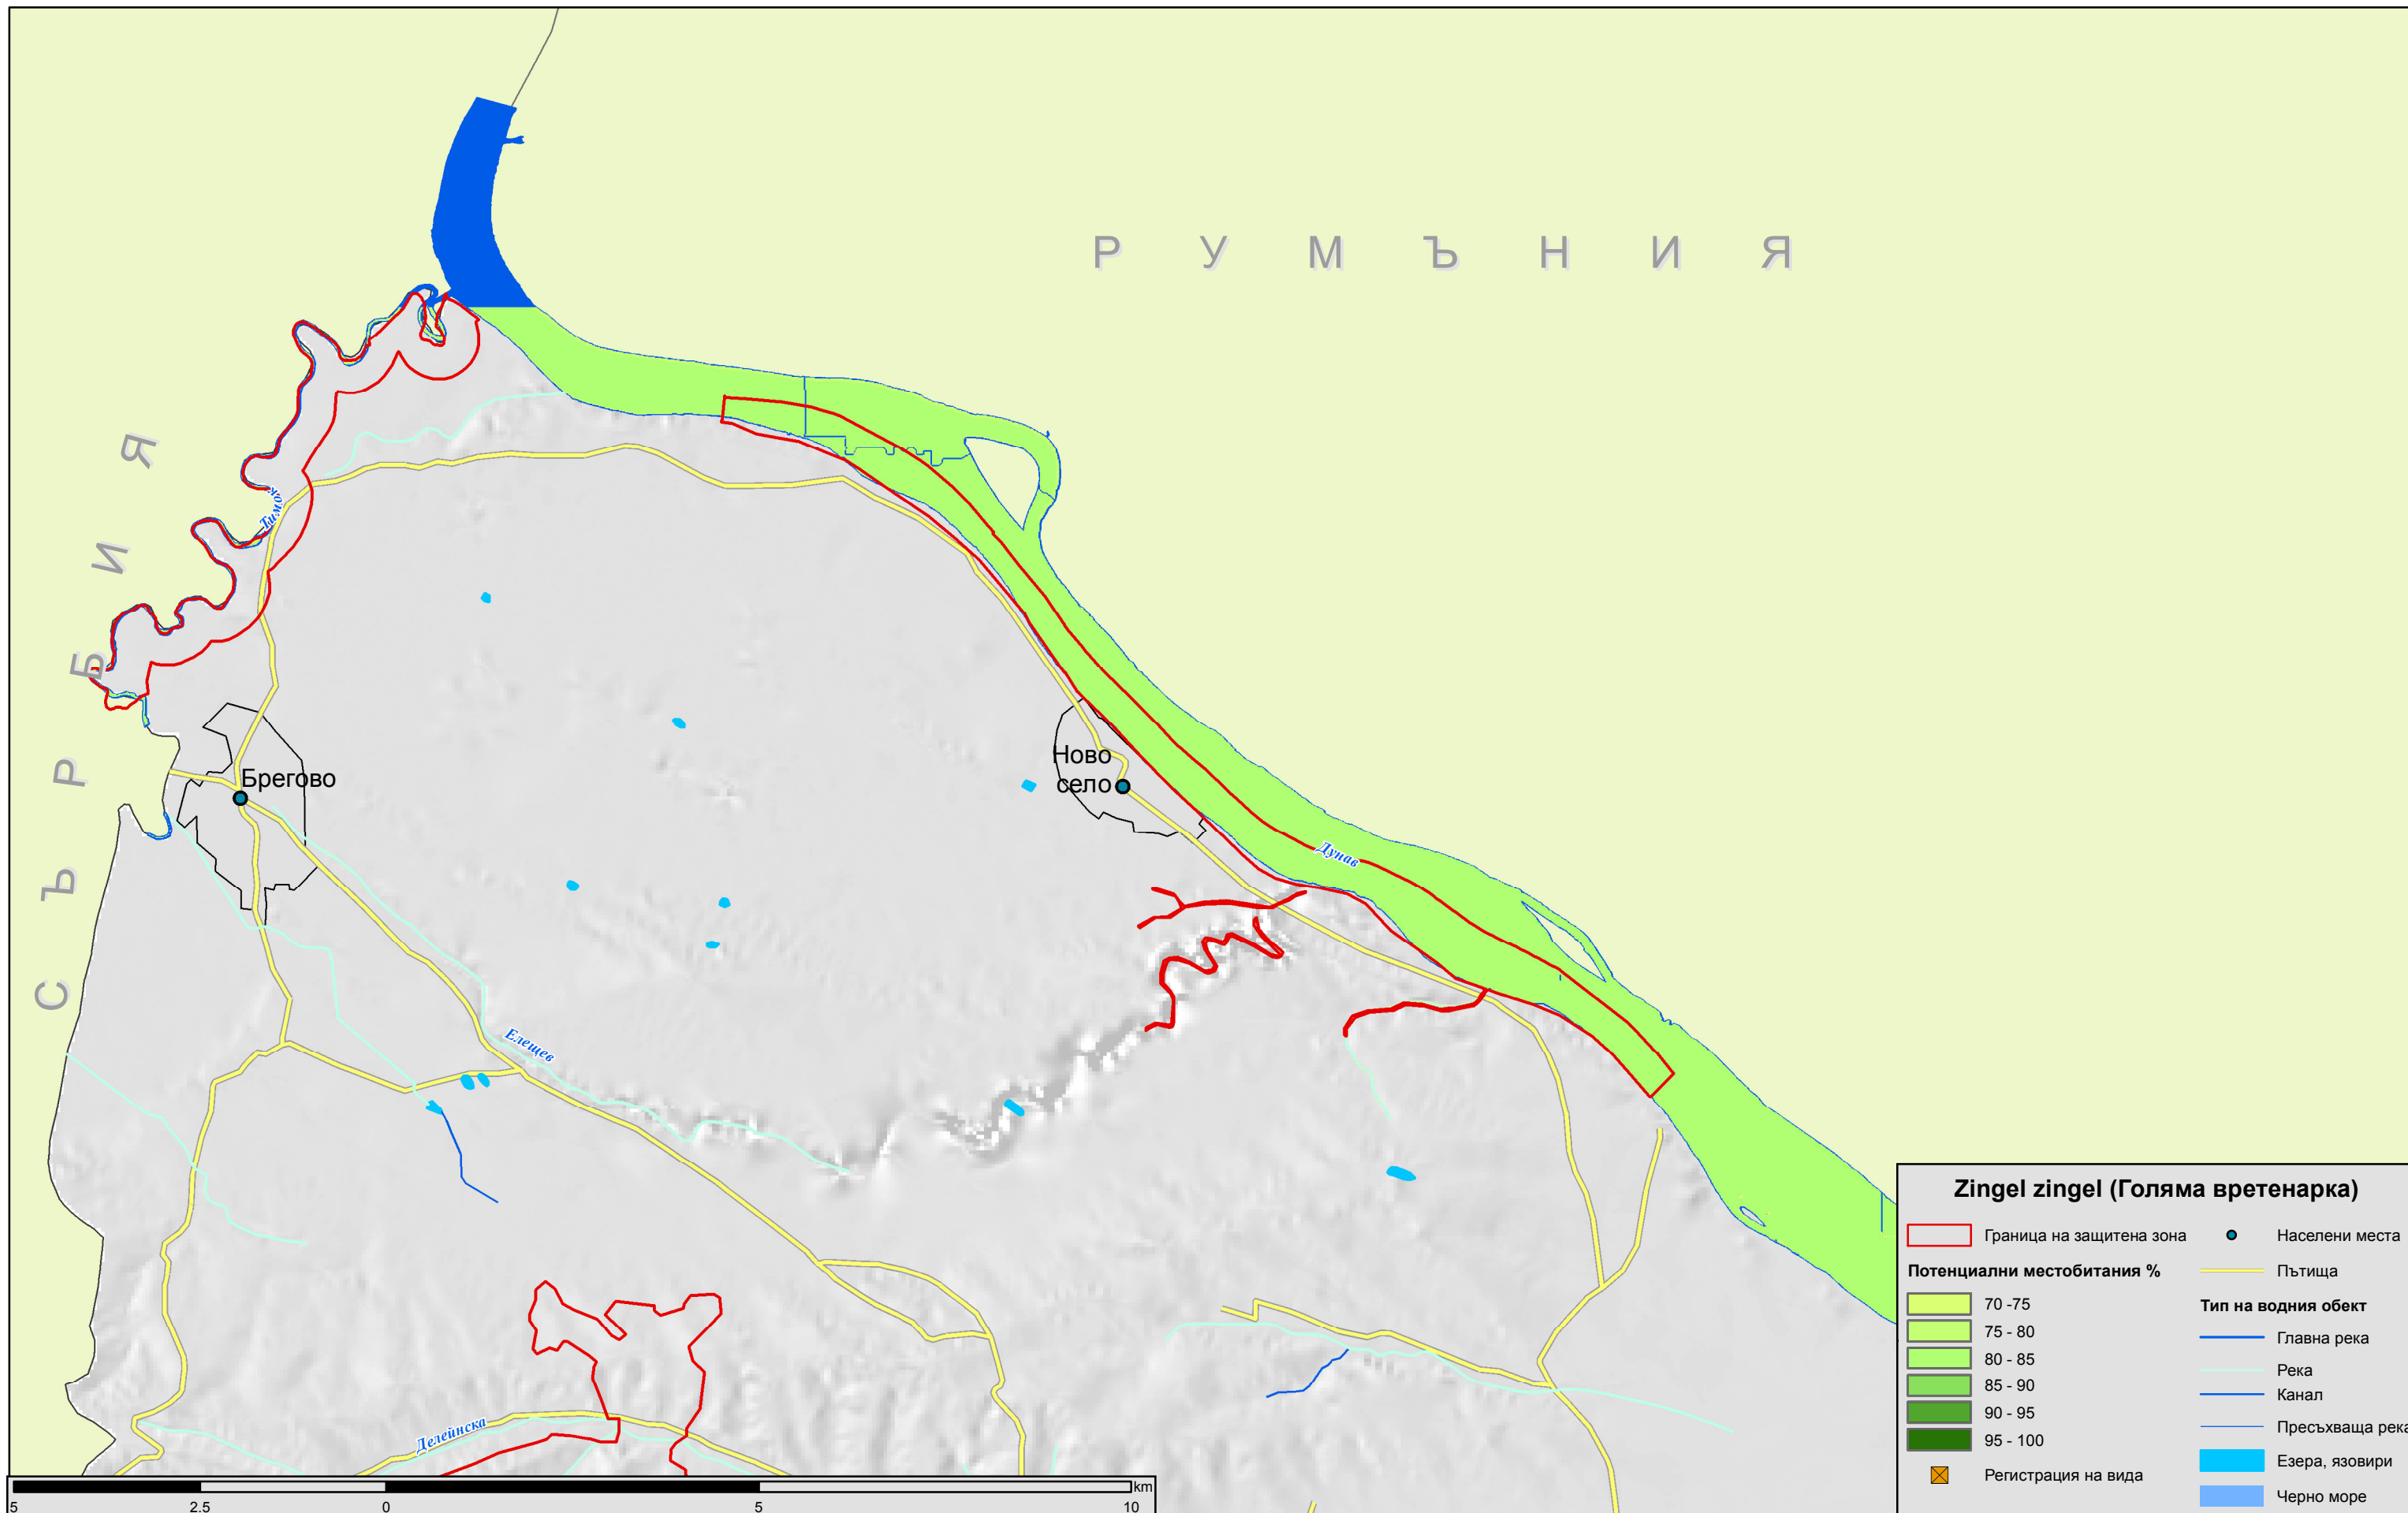 Р У М Ъ Н И Я
С Ъ Р Б И Я
Тимок
Брегово
Ново
село
Дунав
Елешев
Делейнска
5 2.5 0 5 10
km
Zingel zingel (Голяма вретенарка)
Граница на защитена зона
Потенциални местобитания %
70 -75
75 - 80
80 - 85
85 - 90
90 - 95
95 - 100
Регистрация на вида
Населени места
Пътища
Тип на водния обект
Главна река
Река
Канал
Пресъхваща река
Езера, язовири
Черно море